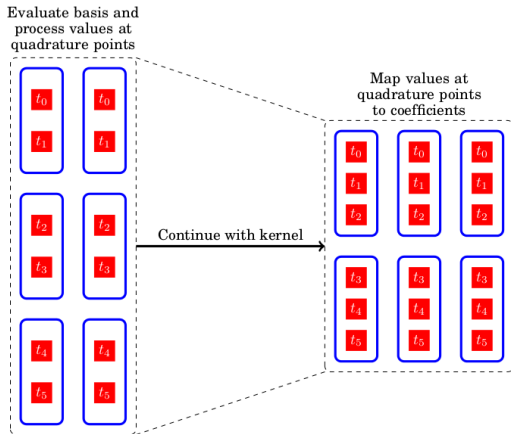 Evaluate basis and
process values at
quadrature points
t0 t0
t1 t1
t2 t2
t3 t3
t4 t4
t5 t5
Continue with kernel
Map values at
quadrature points
to coefficients
t0 t0 t0
t1 t1 t1
t2 t2 t2
t3 t3 t3
t4 t4 t4
t5 t5 t5